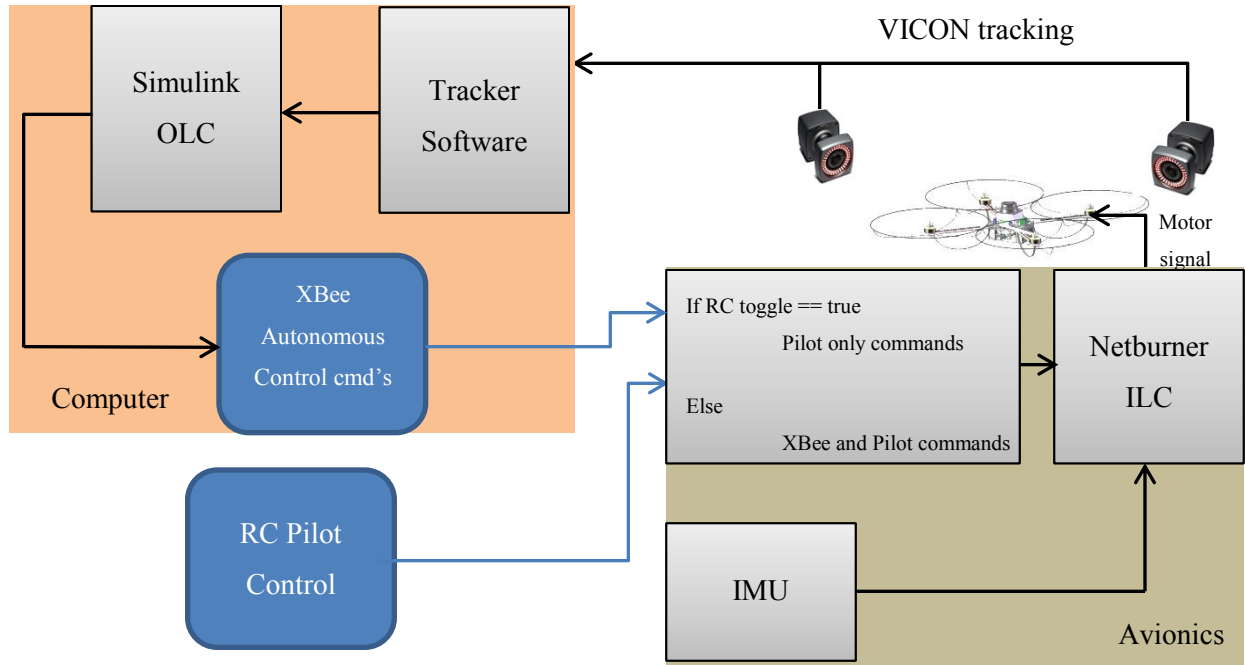 VICON tracking
Simulink
OLC
Tracker
Software
Motor
signal
XBee
Autonomous
Control cmd’s
Computer
If RC toggle == true
Pilot only commands
Else
XBee and Pilot commands
Netburner
ILC
RC Pilot
Control
IMU
Avionics